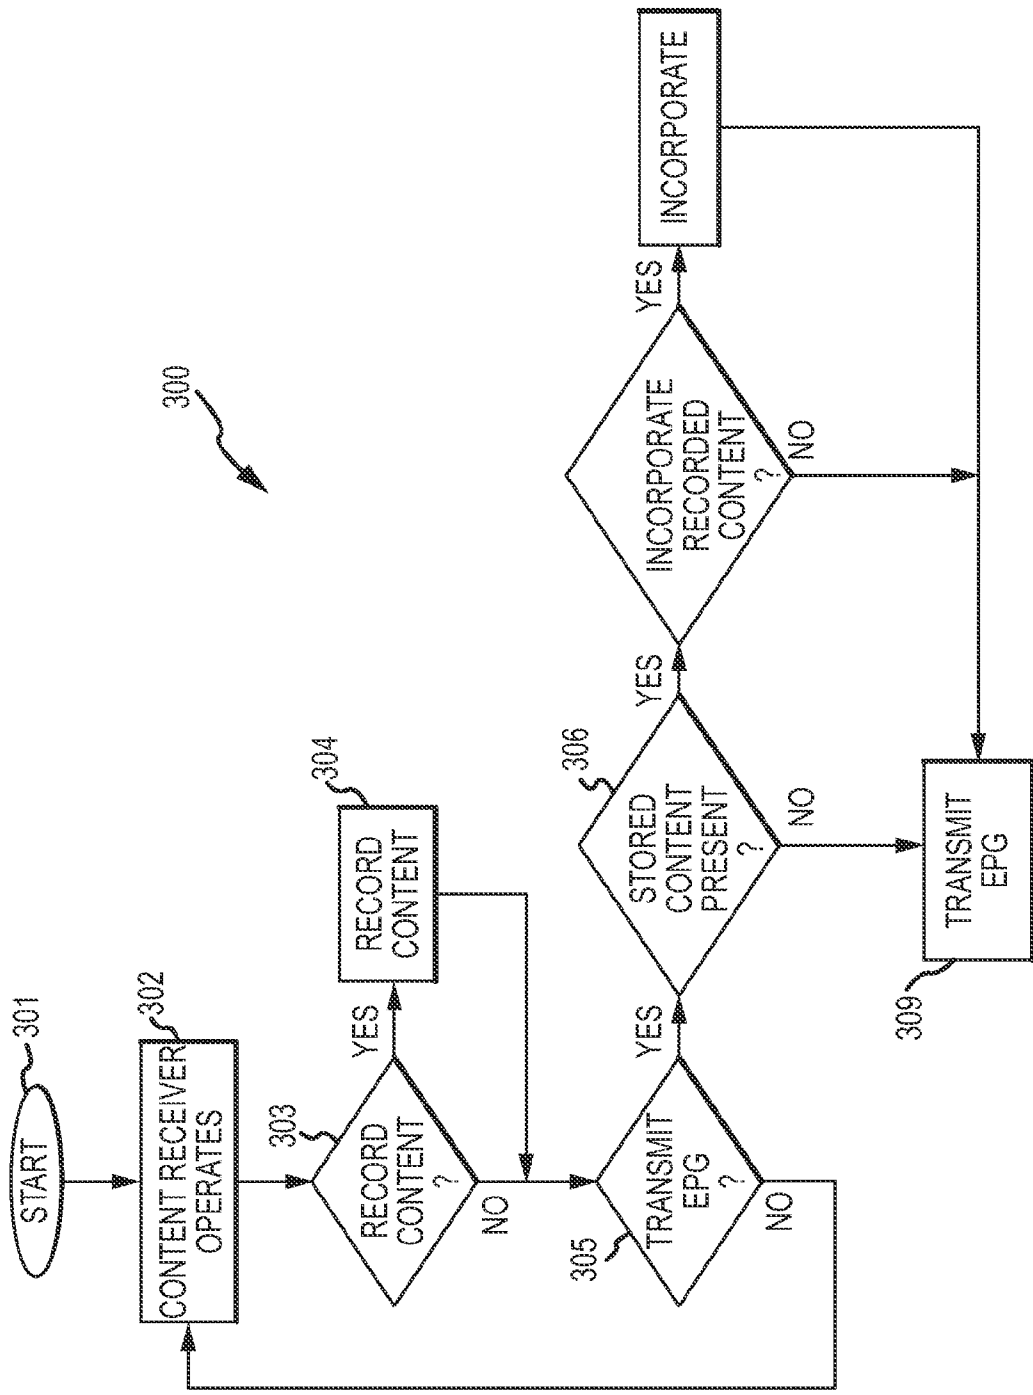 300
301
START
302
CONTENT RECEIVER
OPERATES
303
RECORD
CONTENT
?
YES
304
RECORD
CONTENT
NO
305
TRANSMIT
EPG
?
NO
YES
306
STORED
CONTENT
PRESENT
?
NO
YES
INCORPORATE
RECORDED
CONTENT
?
NO
YES
INCORPORATE
309
TRANSMIT
EPG